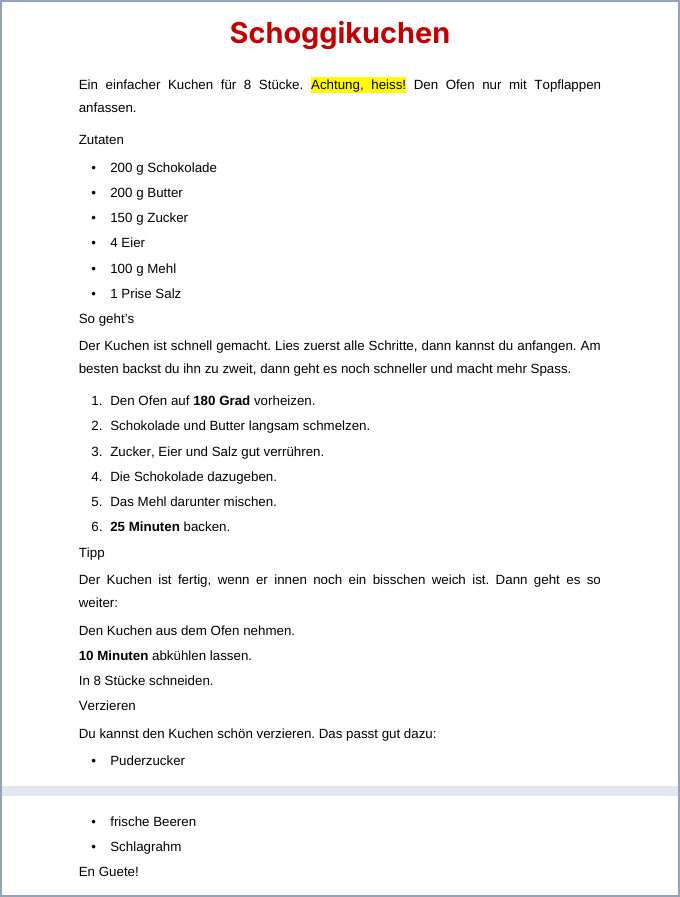 Schoggikuchen
Ein einfacher Kuchen für 8 Stücke. Achtung, heiss! Den Ofen nur mit Topflappen
anfassen.
Zutaten
• 200 g Schokolade
• 200 g Butter
• 150 g Zucker
• 4 Eier
• 100 g Mehl
• 1 Prise Salz
So geht's
Der Kuchen ist schnell gemacht. Lies zuerst alle Schritte, dann kannst du anfangen. Am
besten backst du ihn zu zweit, dann geht es noch schneller und macht mehr Spass.
1. Den Ofen auf 180 Grad vorheizen.
2. Schokolade und Butter langsam schmelzen.
3. Zucker, Eier und Salz gut verrühren.
4. Die Schokolade dazugeben.
5. Das Mehl darunter mischen.
6. 25 Minuten backen.
Tipp
Der Kuchen ist fertig, wenn er innen noch ein bisschen weich ist. Dann geht es so
weiter:
Den Kuchen aus dem Ofen nehmen.
10 Minuten abkühlen lassen.
In 8 Stücke schneiden.
Verzieren
Du kannst den Kuchen schön verzieren. Das passt gut dazu:
• Puderzucker
• frische Beeren
• Schlagrahm
En Guete!